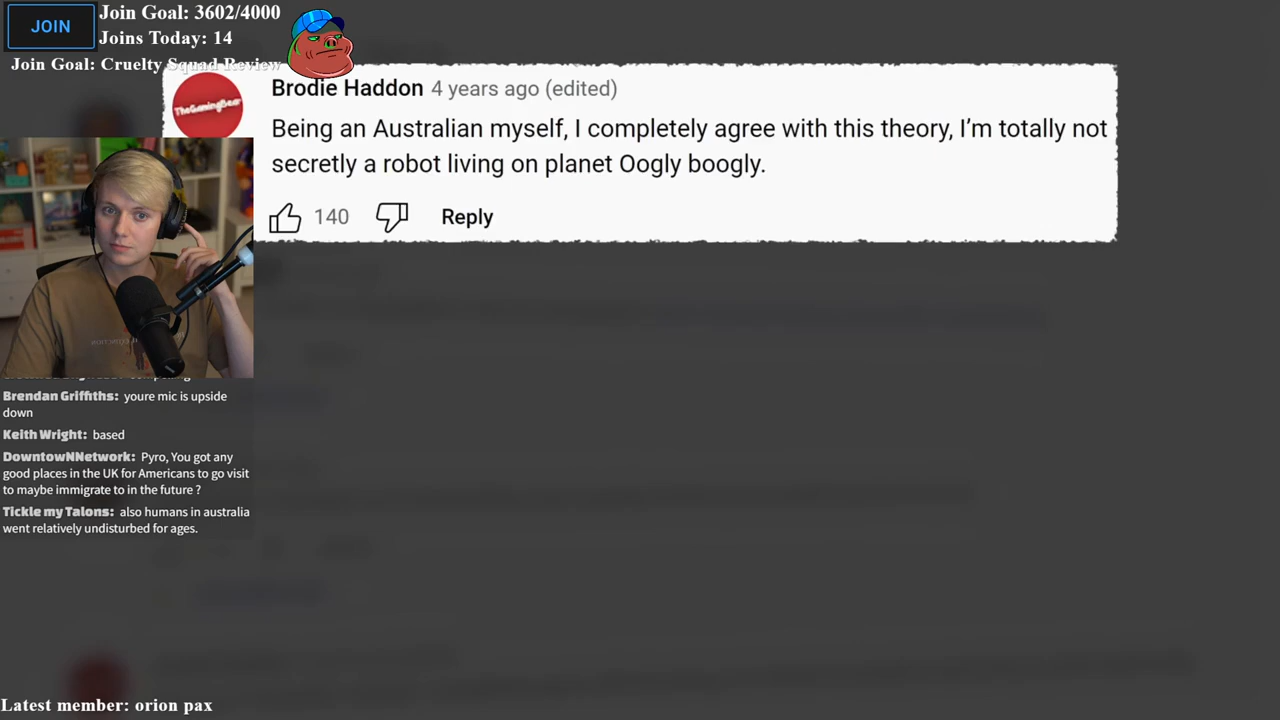 JOIN
Join Goal: 3602/4000
Joins Today: 14
Join Goal: Cruelty Squad Review
TheGamingBear
Brodie Haddon 4 years ago (edited)
Being an Australian myself, I completely agree with this theory, I'm totally not
secretly a robot living on planet Oogly boogly.
140 Reply
Brendan Griffiths: youre mic is upside
down
Keith Wright: based
DowntowNNetwork: Pyro, You got any
good places in the UK for Americans to go visit
to maybe immigrate to in the future ?
Tickle my Talons: also humans in australia
went relatively undisturbed for ages.
Latest member: orion pax